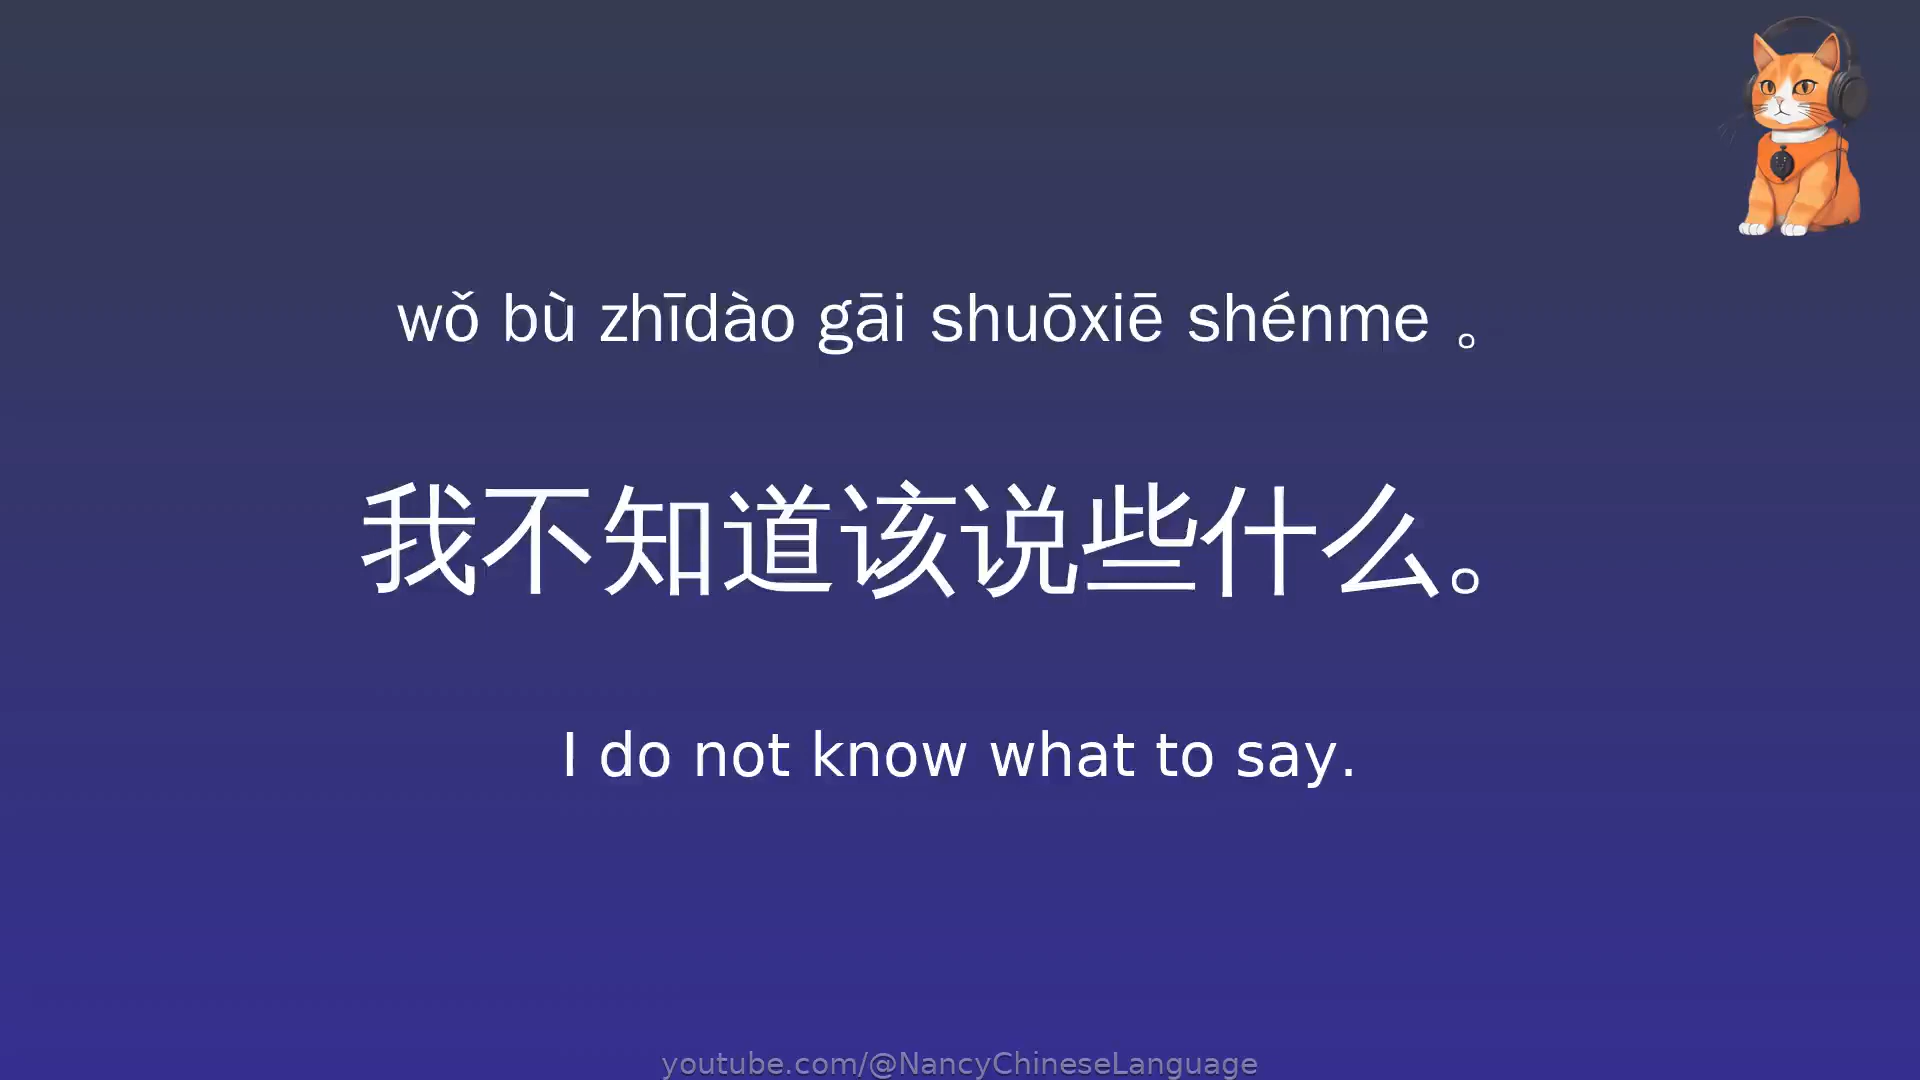 wǒ bù zhīdào gāi shuōxiē shénme 。
我不知道该说些什么。
I do not know what to say.
youtube.com/@NancyChineseLanguage